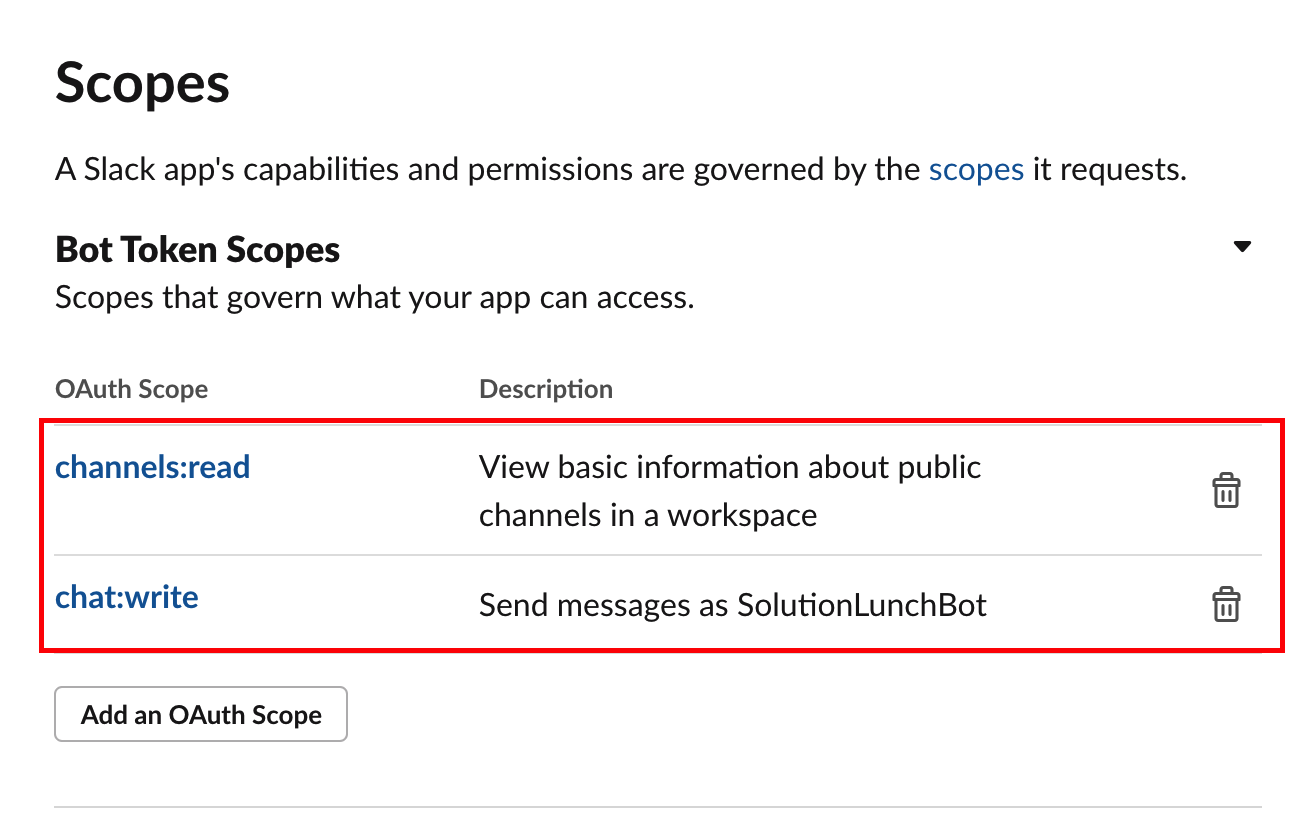 Scopes
A Slack app's capabilities and permissions are governed by the scopes it requests.
Bot Token Scopes
Scopes that govern what your app can access.
OAuth Scope Description
channels:read View basic information about public
channels in a workspace
chat:write Send messages as SolutionLunchBot
Add an OAuth Scope